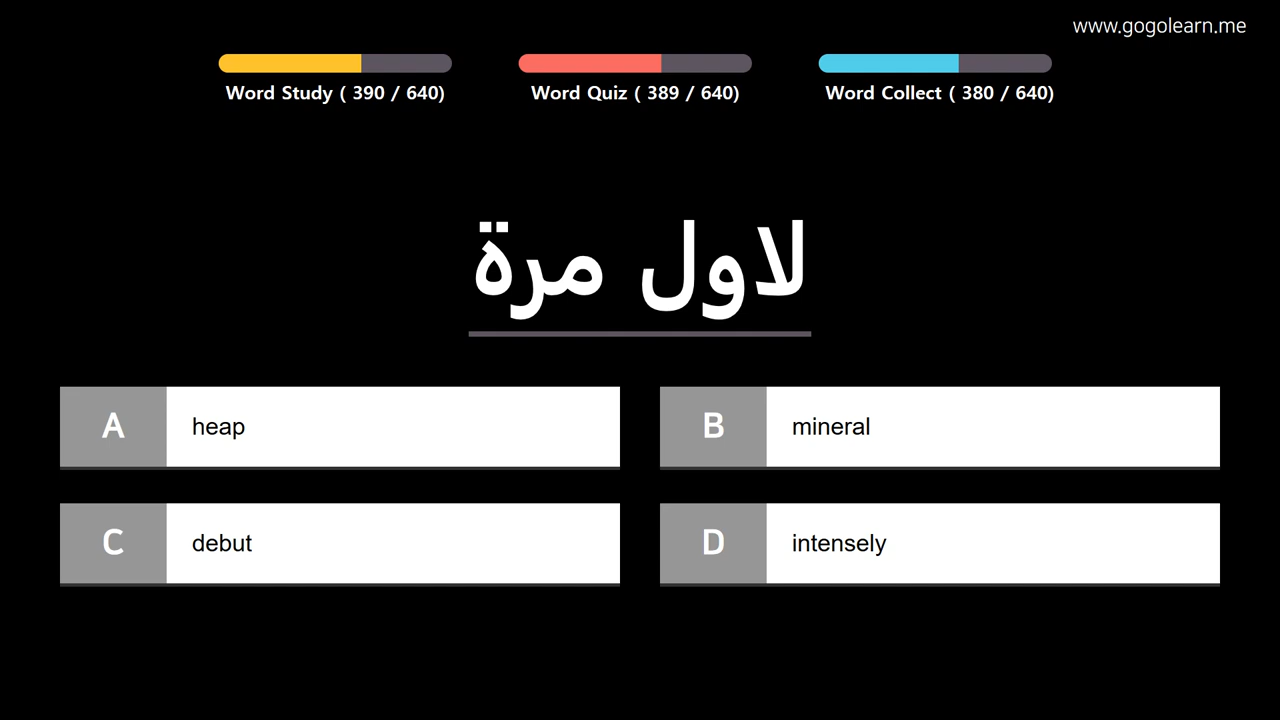 www.gogolearn.me
Word Study ( 390 / 640)
Word Quiz ( 389 / 640)
Word Collect ( 380 / 640)
لاول مرة
A heap
B mineral
C debut
D intensely